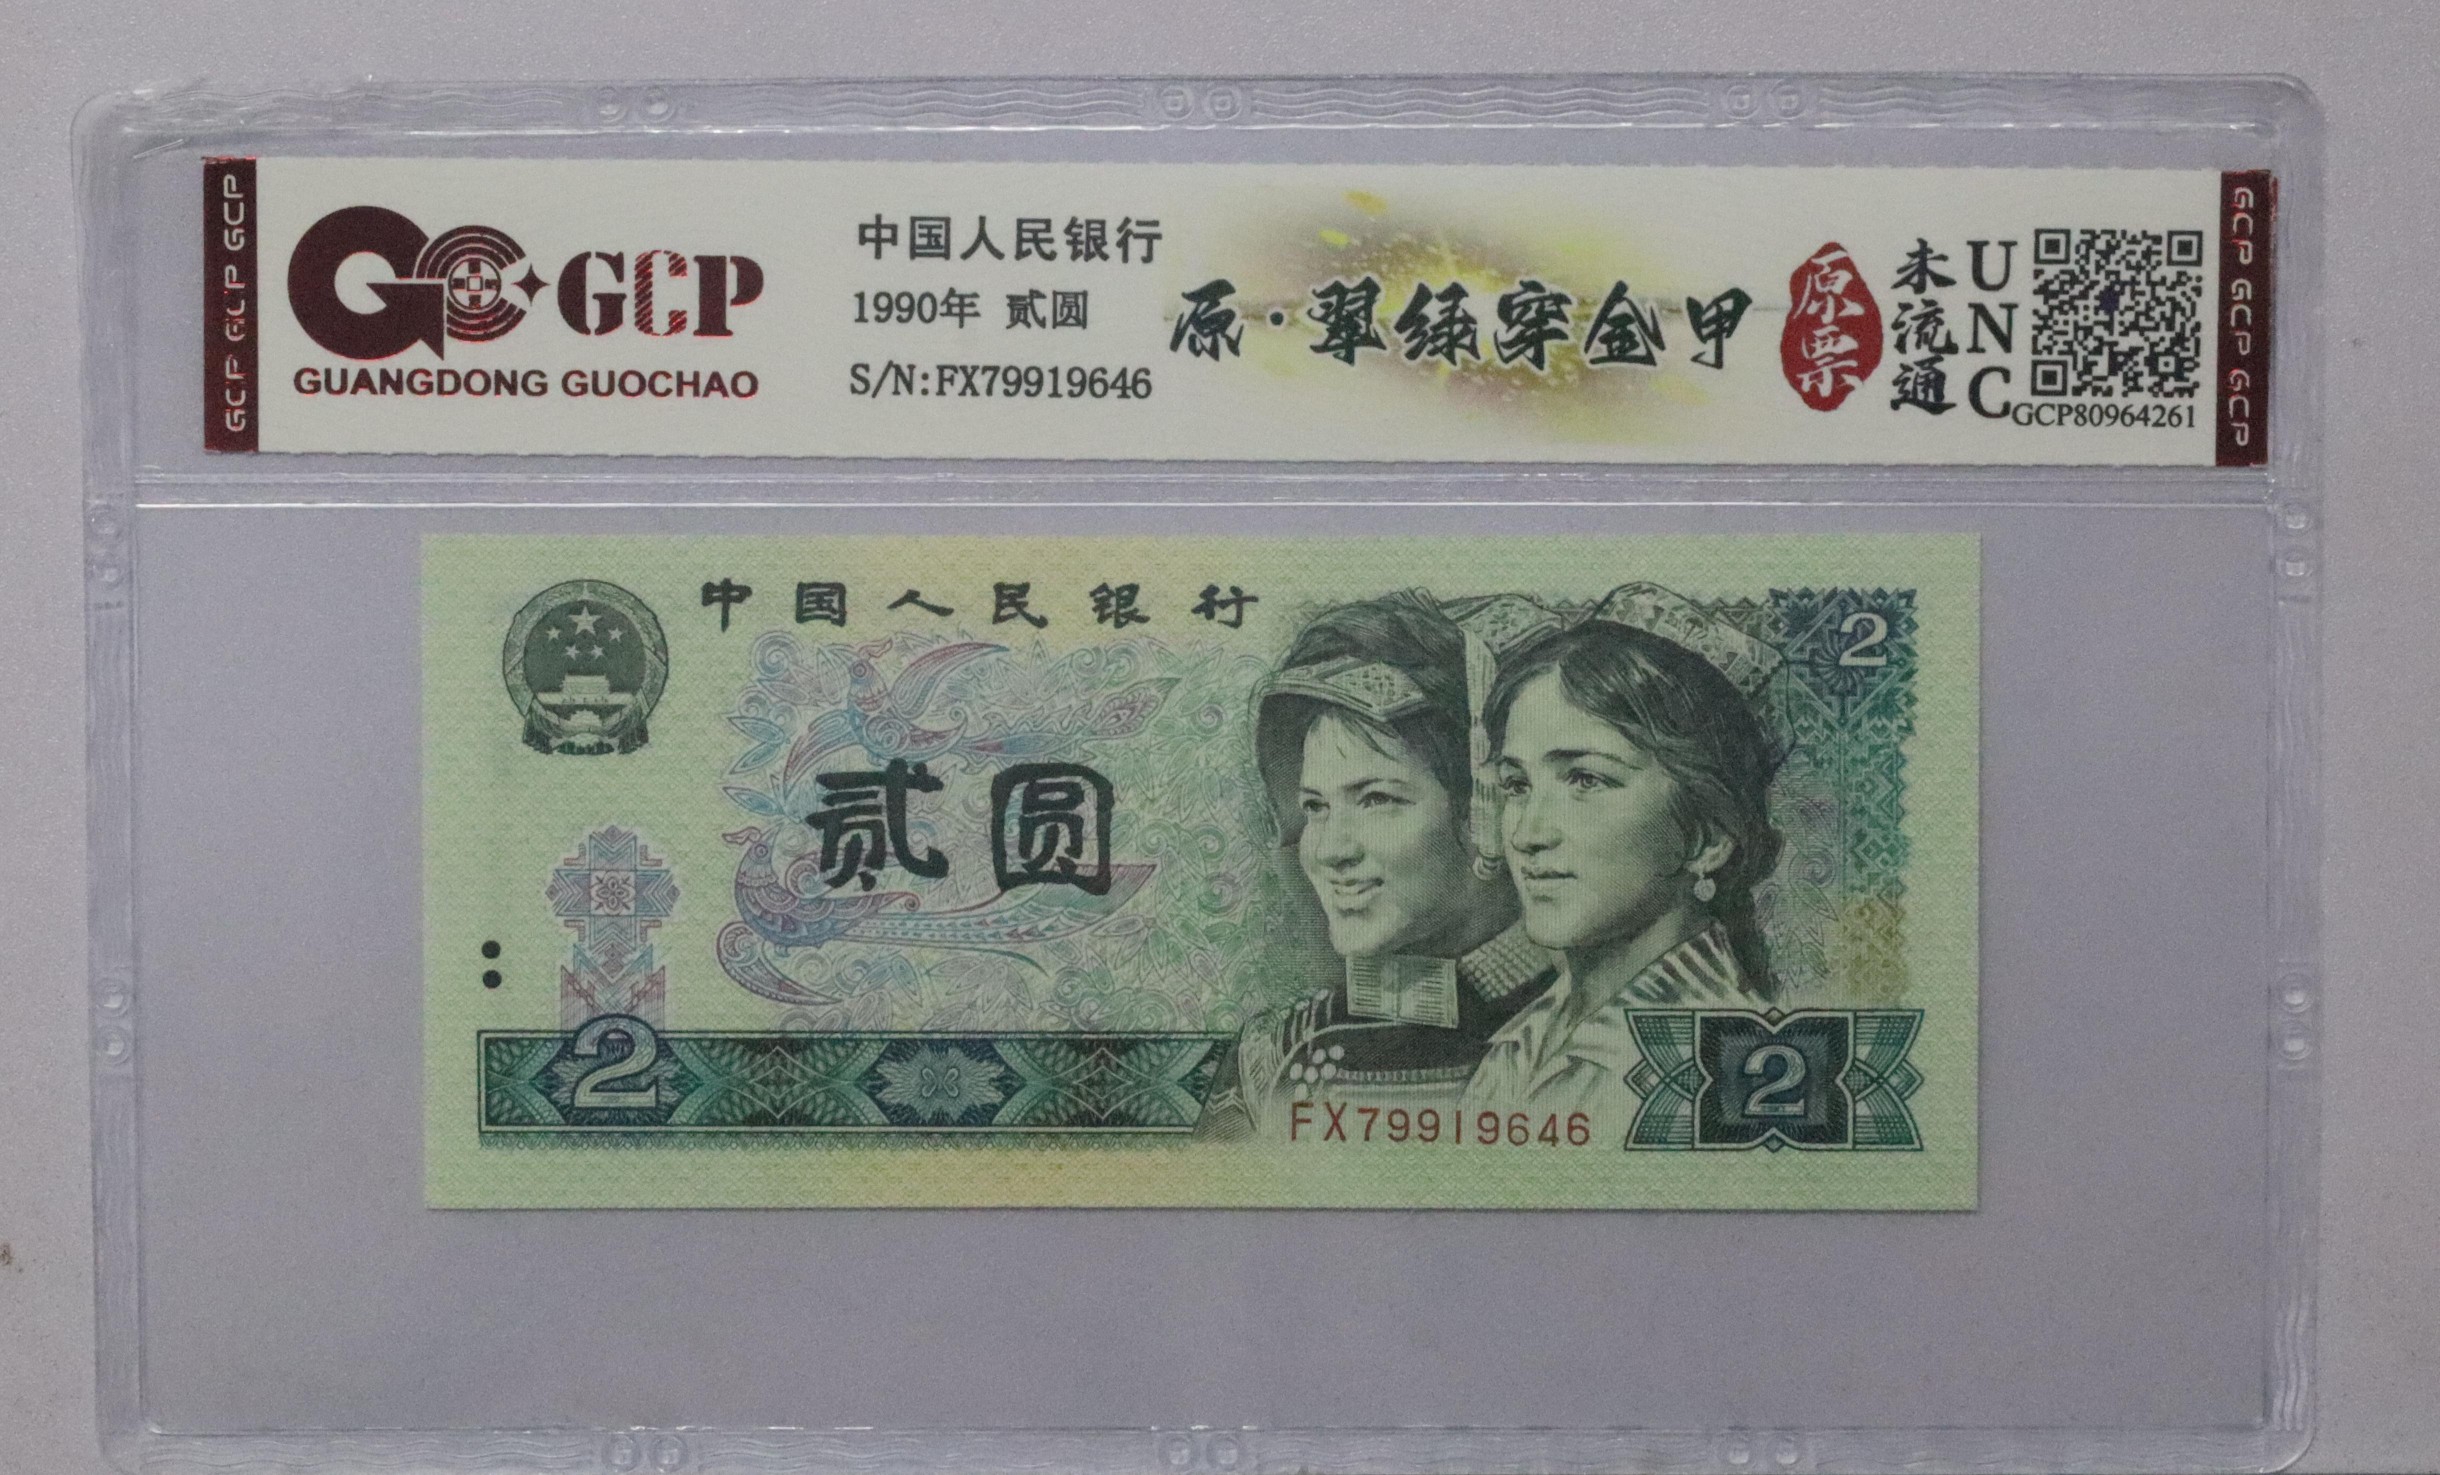 GCP GCP GCP
GCP
GUANGDONG GUOCHAO
中国人民银行
1990年 贰圆
S/N:FX79919646
原·翠绿穿金甲
原票
未流通
UNC
GCP80964261
GCP GCP GCP
中国人民银行
2
贰圆
2
2
FX79919646